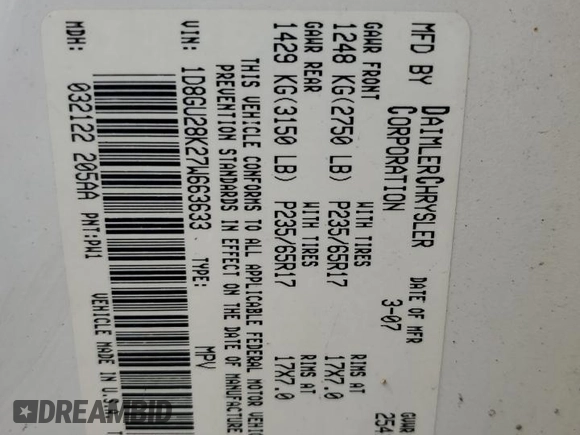 MFD BY DAIMLERCHRYSLER CORPORATION
DATE OF MFR 3-07
GVWR 254
GAWR FRONT WITH TIRES RIMS AT
1248 KG(2750 LB) P235/65R17 17X7.0
GAWR REAR WITH TIRES RIMS AT
1429 KG(3150 LB) P235/65R17 17X7.0
THIS VEHICLE CONFORMS TO ALL APPLICABLE FEDERAL MOTOR VEHIC
PREVENTION STANDARDS IN EFFECT ON THE DATE OF MANUFACTURE
VIN: 1D8GU28K27W663633 TYPE: MPV
MDH: 032122 205AA PNT:PW1 VEHICLE MADE IN U.S.A
DREAMBID